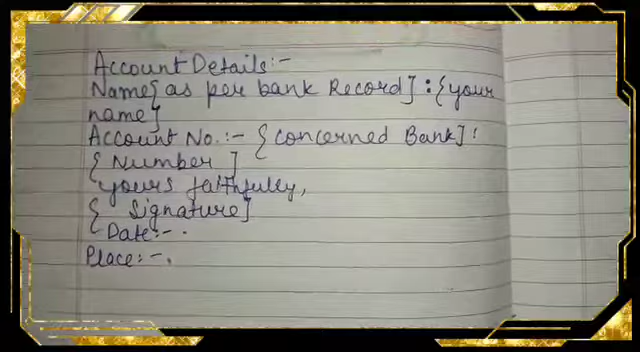 Account Details:-
Name[as per bank Record] : {your
name]
Account No.:- {concerned Bank] :
{Number ]
yours faithfully,
{ Signature]
Date:- .
Place:- .